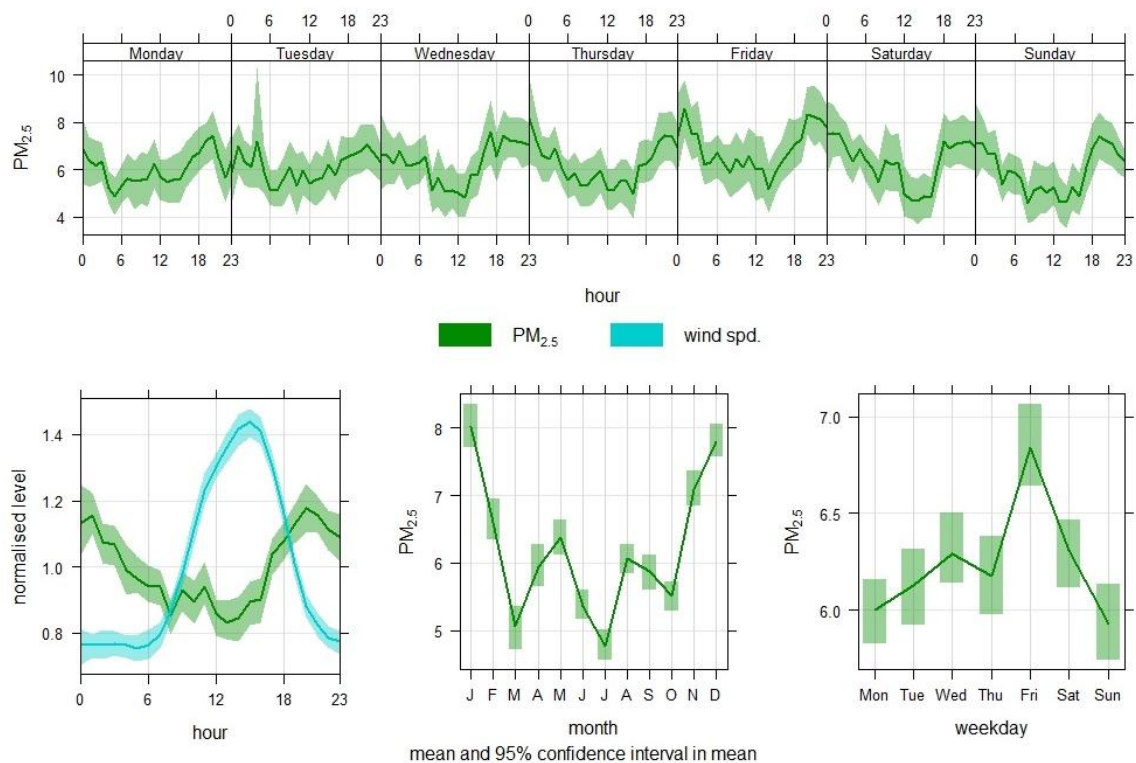 0 6 12 18 23 0 6 12 18 23 0 6 12 18 23
Monday Tuesday Wednesday Thursday Friday Saturday Sunday
10
8
6
4
PM2.5
0 6 12 18 23 0 6 12 18 23 0 6 12 18 23 0 6 12 18 23
hour
PM2.5 wind spd.
1.4
1.2
1.0
0.8
normalised level
0 6 12 18 23
hour
8
7
6
5
PM2.5
J F M A M J J A S O N D
month
7.0
6.5
6.0
PM2.5
Mon Tue Wed Thu Fri Sat Sun
weekday
mean and 95% confidence interval in mean